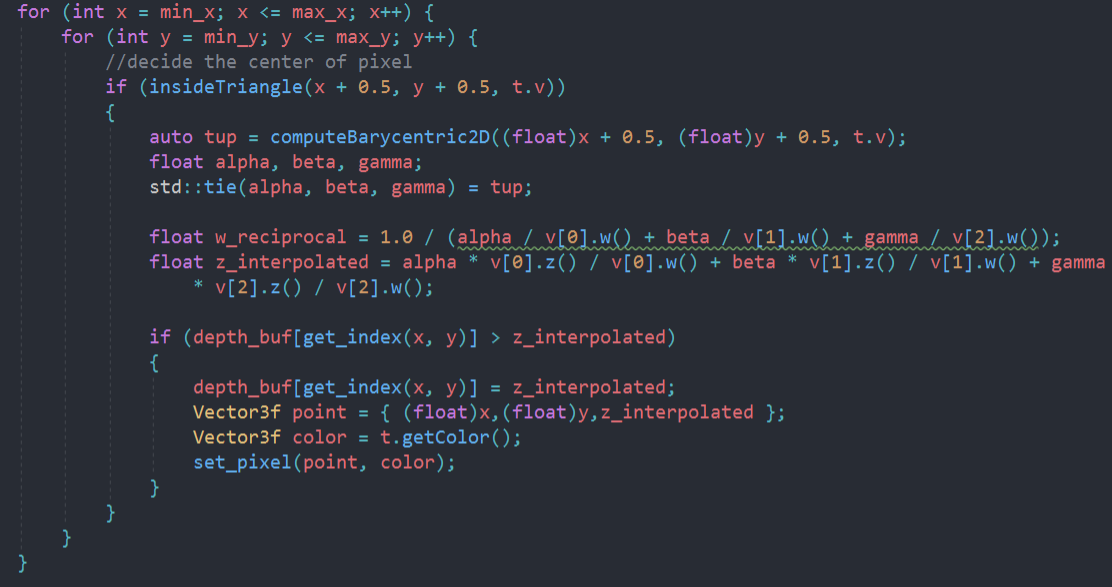 for (int x = min_x; x <= max_x; x++) {
    for (int y = min_y; y <= max_y; y++) {
        //decide the center of pixel
        if (insideTriangle(x + 0.5, y + 0.5, t.v))
        {
            auto tup = computeBarycentric2D((float)x + 0.5, (float)y + 0.5, t.v);
            float alpha, beta, gamma;
            std::tie(alpha, beta, gamma) = tup;

            float w_reciprocal = 1.0 / (alpha / v[0].w() + beta / v[1].w() + gamma / v[2].w());
            float z_interpolated = alpha * v[0].z() / v[0].w() + beta * v[1].z() / v[1].w() + gamma
                * v[2].z() / v[2].w();

            if (depth_buf[get_index(x, y)] > z_interpolated)
            {
                depth_buf[get_index(x, y)] = z_interpolated;
                Vector3f point = { (float)x,(float)y,z_interpolated };
                Vector3f color = t.getColor();
                set_pixel(point, color);
            }
        }
    }
}